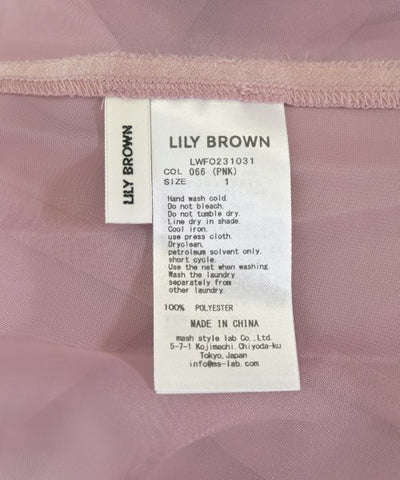 LILY BROWN
LILY BROWN
LWFO231031
COL 066 (PNK)
SIZE 1
Hand wash cold.
Do not bleach.
Do not tumble dry.
Line dry in shade.
Cool iron,
use press cloth.
Dryclean,
petroleum solvent only,
short cycle.
Use the net when washing.
Wash the laundry
separately from
other laundry.
100% POLYESTER
MADE IN CHINA
mash style lab Co.,Ltd.
5-7-1 Kojimachi,Chiyoda-ku
Tokyo,Japan
info@ms-lab.com